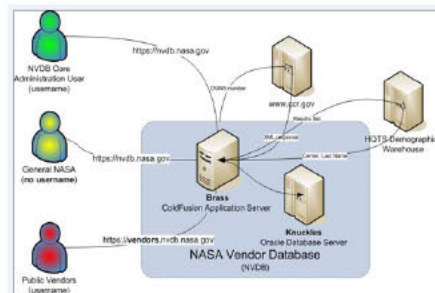 https://nvdb.nasa.gov
NVDB Core
Administration User
(username)
DUNS number
www.ccr.gov
Results Set
XML response
HQTS Demographic
Warehouse
https://nvdb.nasa.gov
Center, Last Name
General NASA
(no username)
Brass
ColdFusion Application Server
Knuckles
Oracle Database Server
https://vendors.nvdb.nasa.gov
Public Vendors
(username)
NASA Vendor Database
(NVDB)